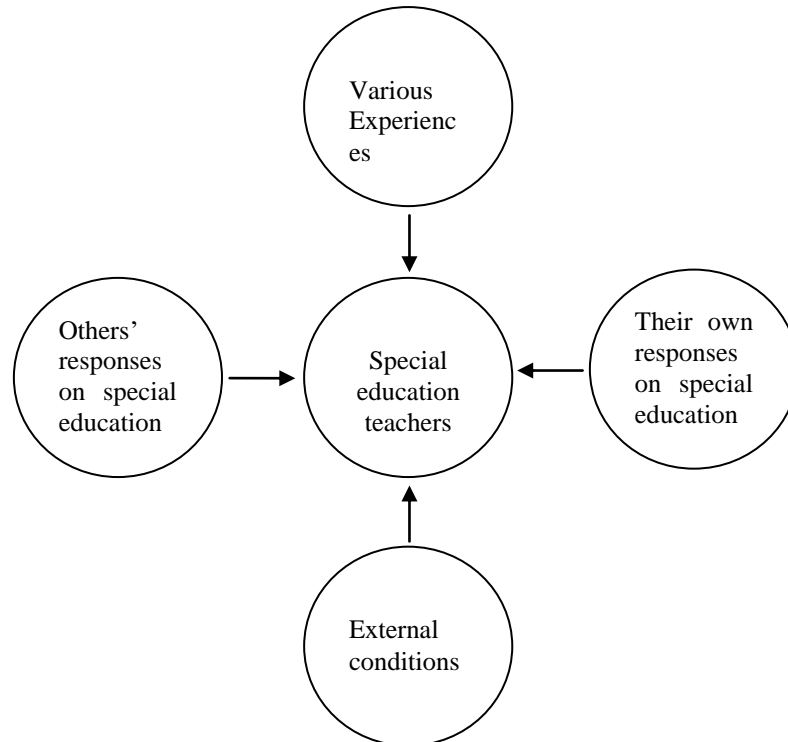 Various
Experienc
es
Others’
responses
on special
education
Special
education
teachers
Their own
responses
on special
education
External
conditions